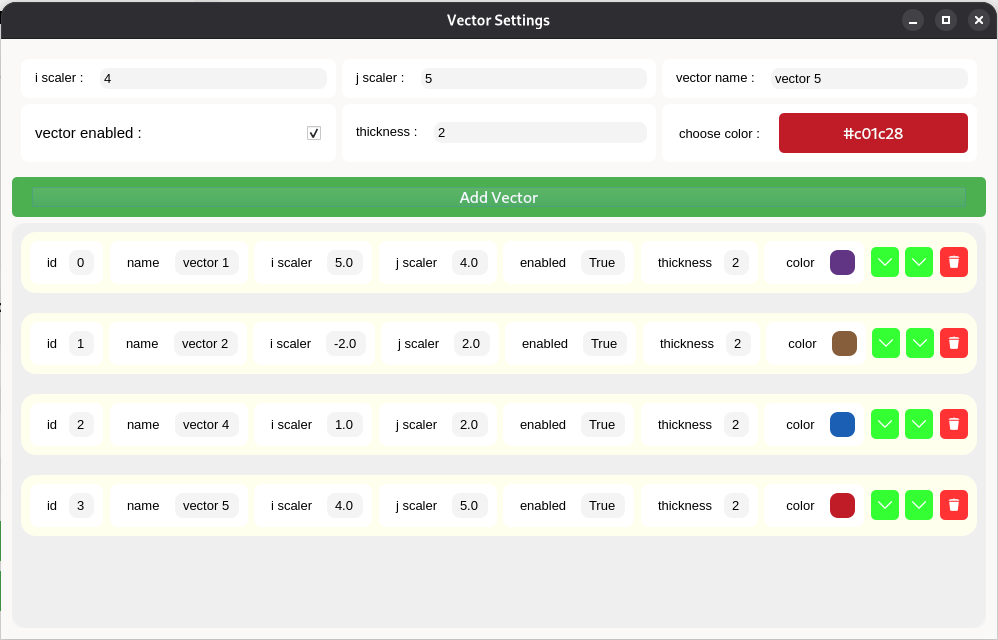 Vector Settings
i scaler : 4 j scaler : 5 vector name : vector 5
vector enabled : thickness : 2 choose color : #c01c28
Add Vector
id 0 name vector 1 i scaler 5.0 j scaler 4.0 enabled True thickness 2 color
id 1 name vector 2 i scaler -2.0 j scaler 2.0 enabled True thickness 2 color
id 2 name vector 4 i scaler 1.0 j scaler 2.0 enabled True thickness 2 color
id 3 name vector 5 i scaler 4.0 j scaler 5.0 enabled True thickness 2 color